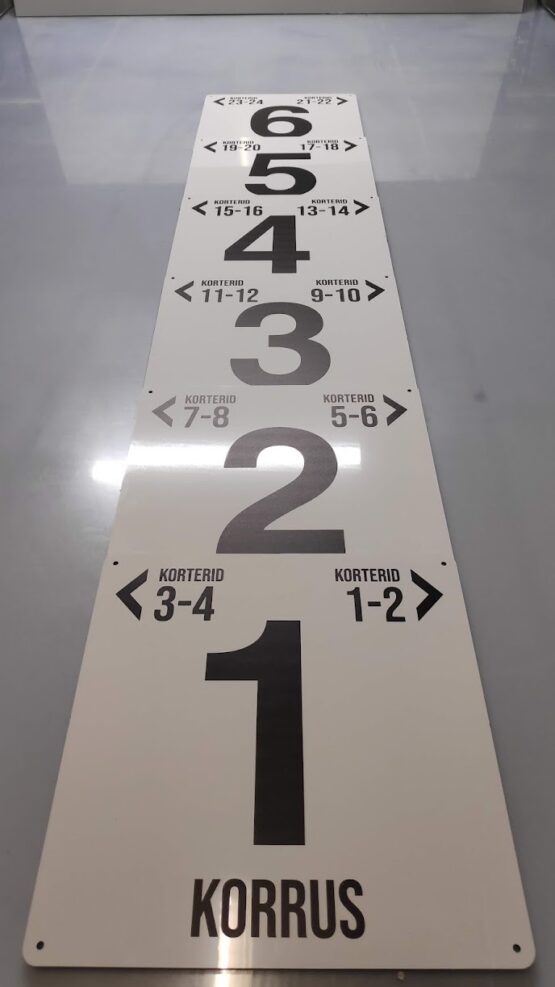 < KORTERID KORTERID >
23-24 21-22
6
< KORTERID KORTERID >
19-20 17-18
5
< KORTERID KORTERID >
15-16 13-14
4
< KORTERID KORTERID >
11-12 9-10
3
< KORTERID KORTERID >
7-8 5-6
2
< KORTERID KORTERID >
3-4 1-2
1
KORRUS